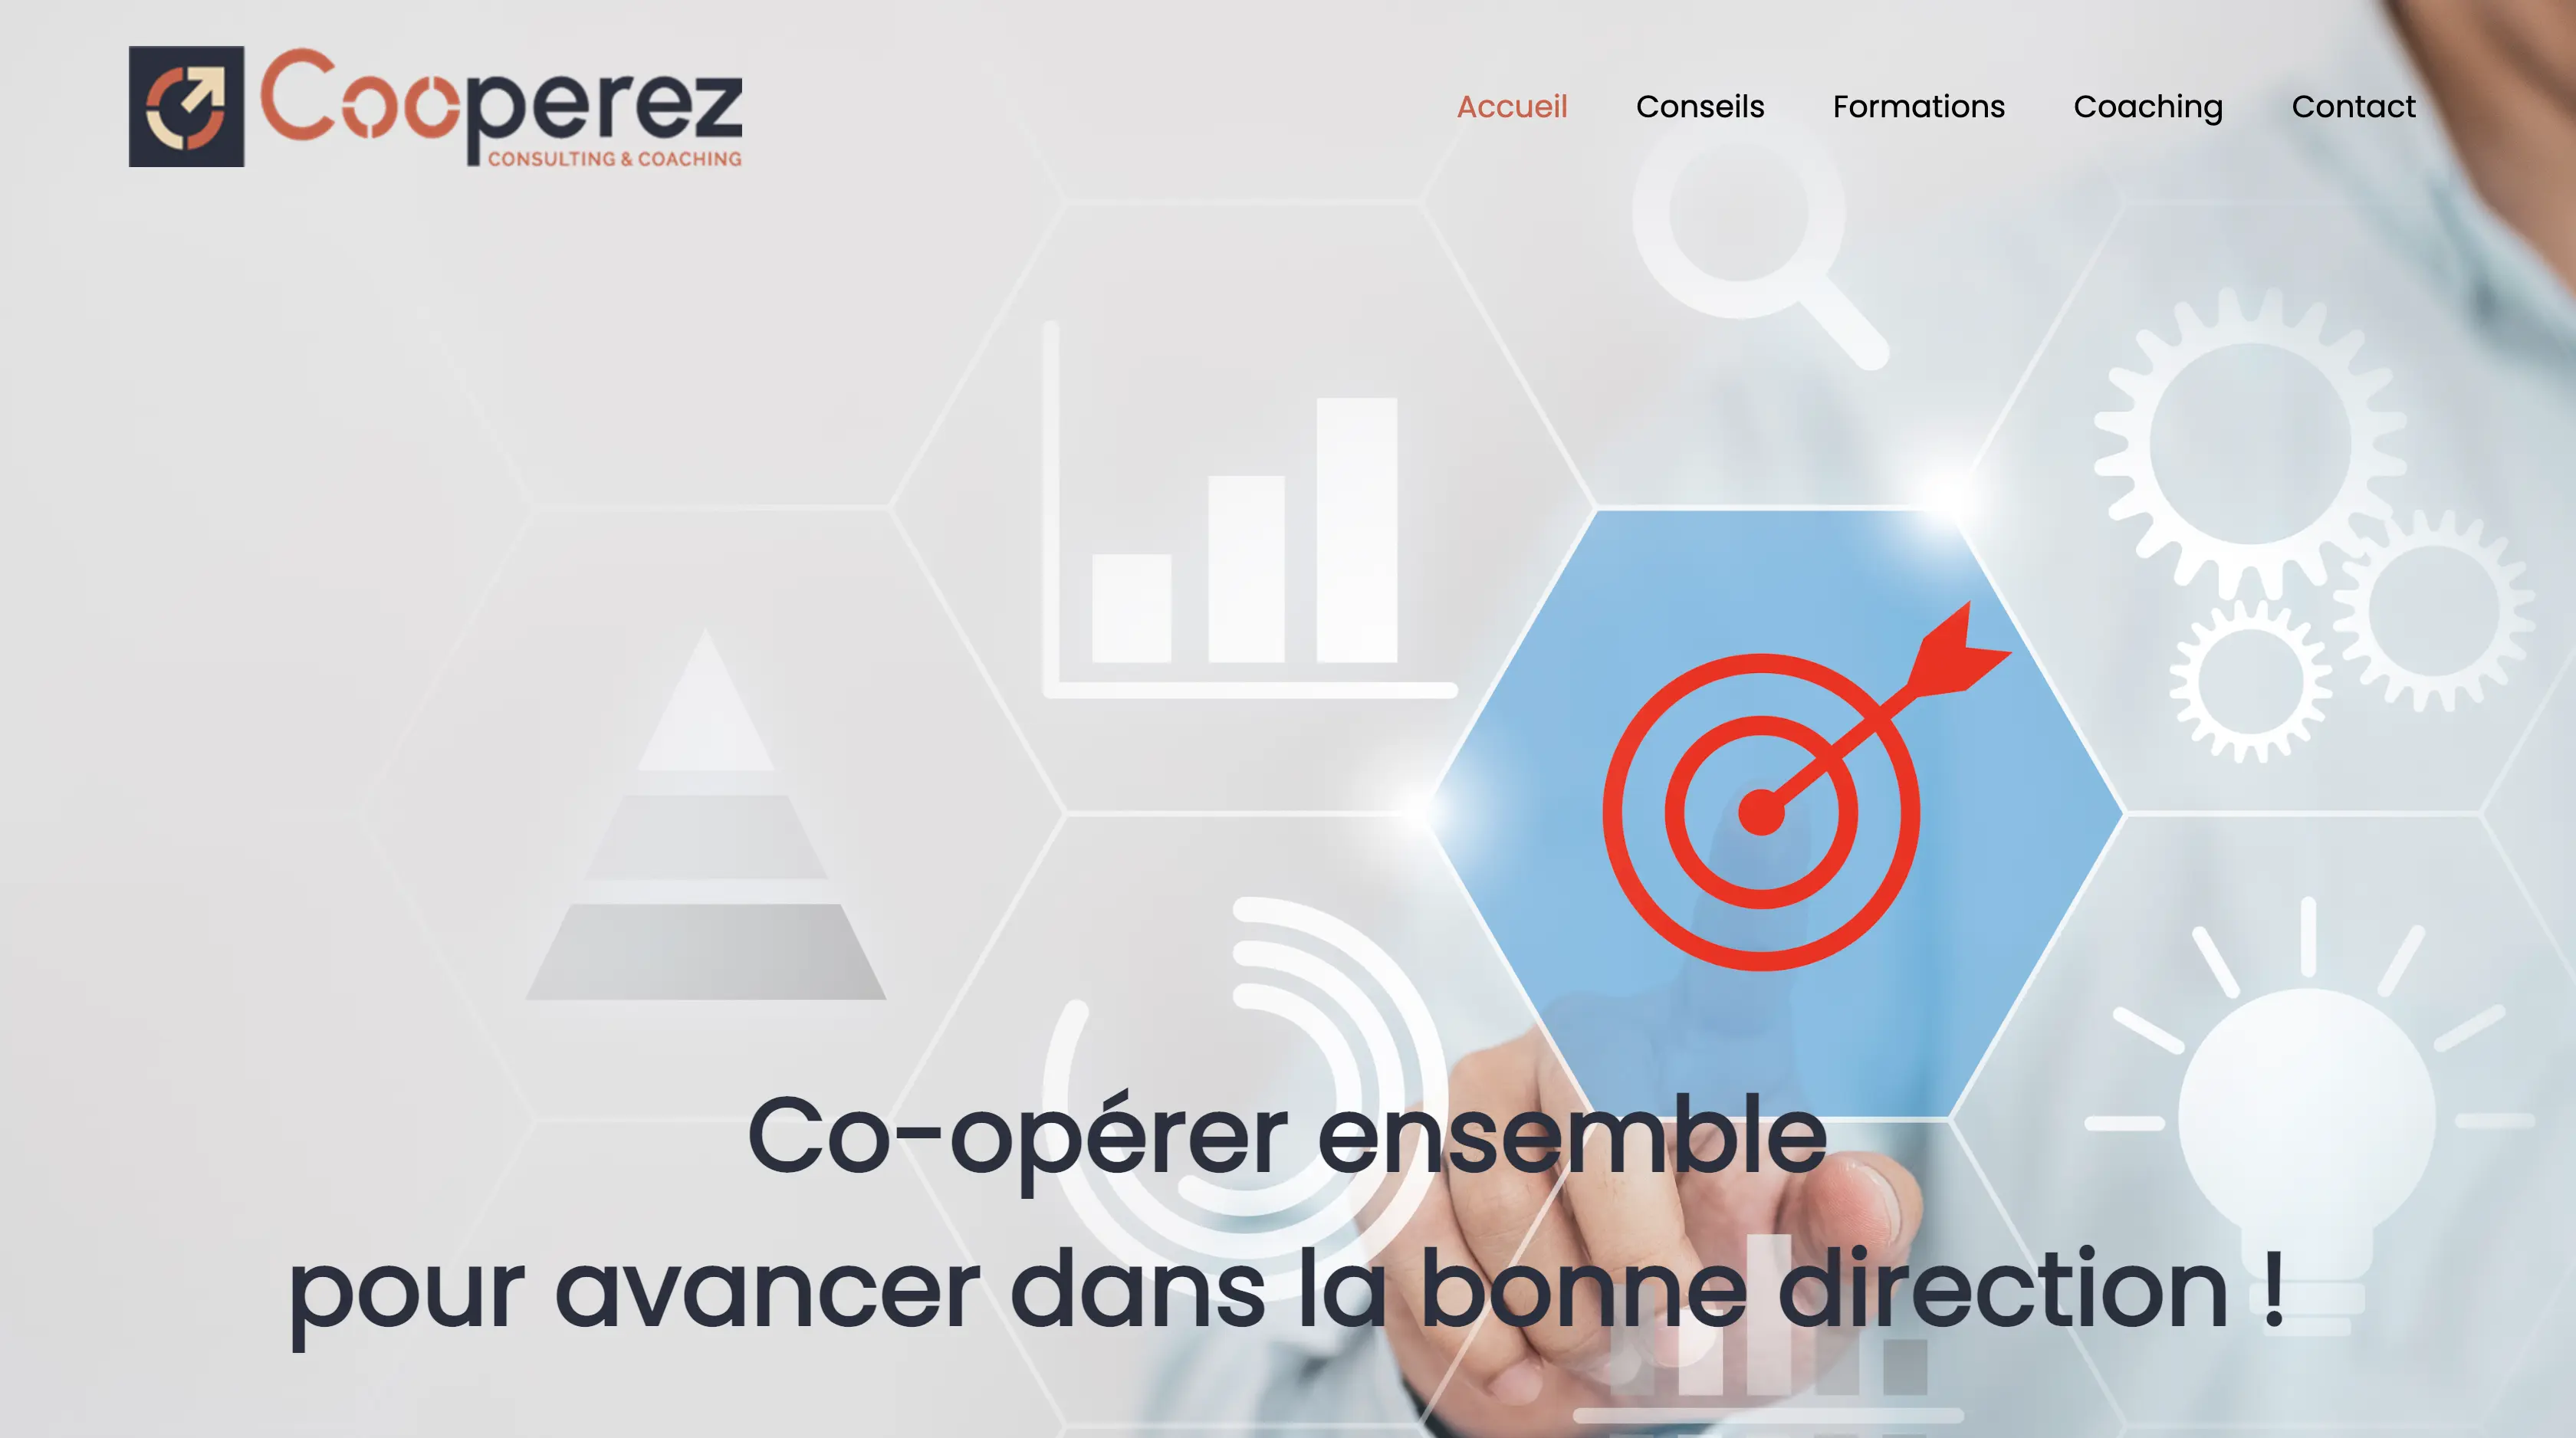 Cooperez
CONSULTING & COACHING
Accueil Conseils Formations Coaching Contact
Co-opérer ensemble
pour avancer dans la bonne direction !